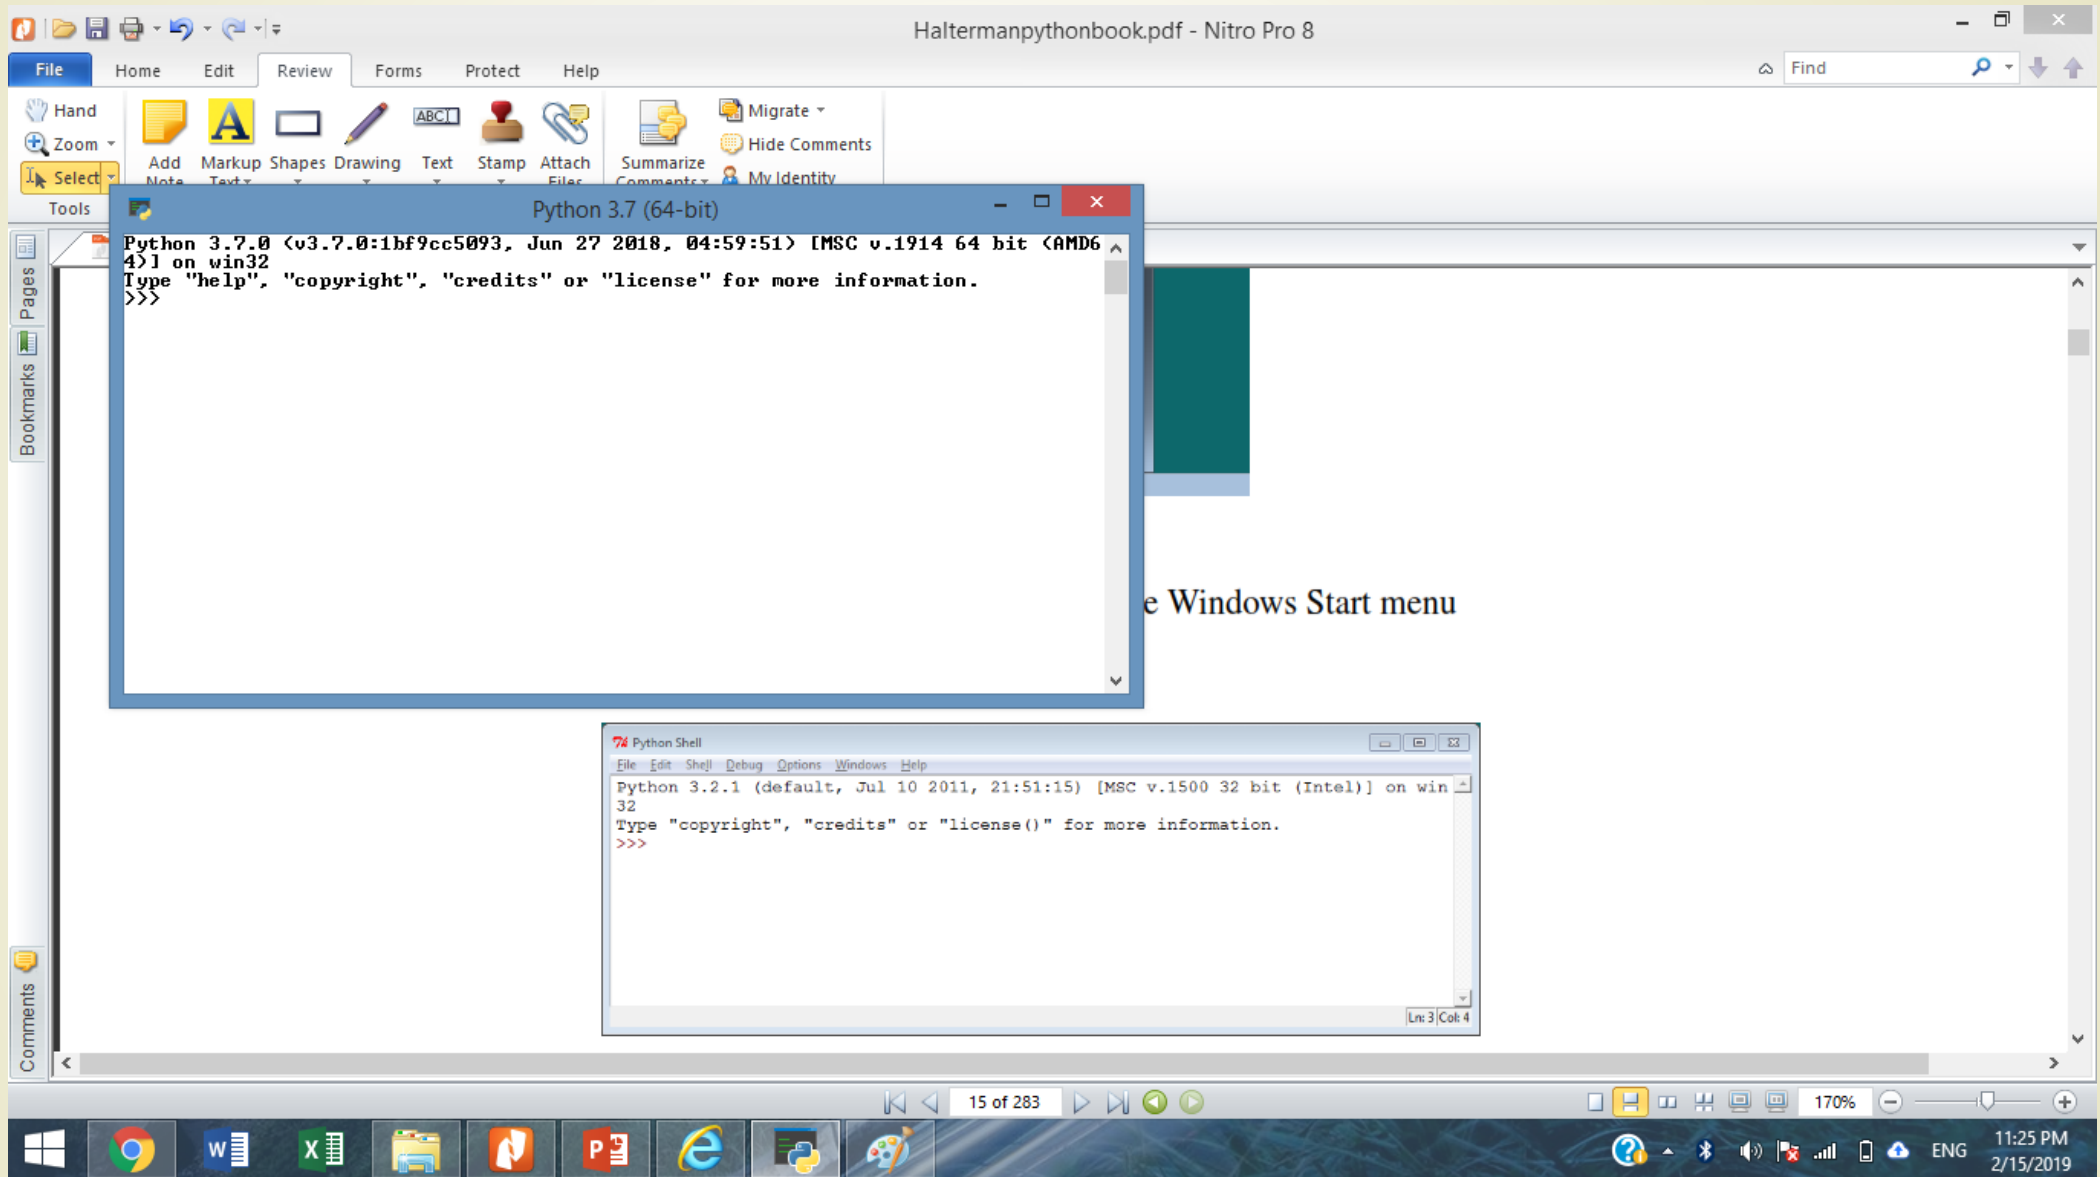 Haltermanpythonbook.pdf - Nitro Pro 8
File Home Edit Review Forms Protect Help
Find
Hand
Zoom
Select
Tools
Add Note
Markup Text
Shapes
Drawing
ABC
Text
Stamp
Attach Files
Summarize Comments
Migrate
Hide Comments
My Identity
Python 3.7 (64-bit)
Python 3.7.0 (v3.7.0:1bf9cc5093, Jun 27 2018, 04:59:51) [MSC v.1914 64 bit (AMD6
4)] on win32
Type "help", "copyright", "credits" or "license" for more information.
>>>
Pages
Bookmarks
Comments
e Windows Start menu
Python Shell
File Edit Shell Debug Options Windows Help
Python 3.2.1 (default, Jul 10 2011, 21:51:15) [MSC v.1500 32 bit (Intel)] on win
32
Type "copyright", "credits" or "license()" for more information.
>>>
Ln: 3 Col: 4
15 of 283
170%
ENG
11:25 PM
2/15/2019